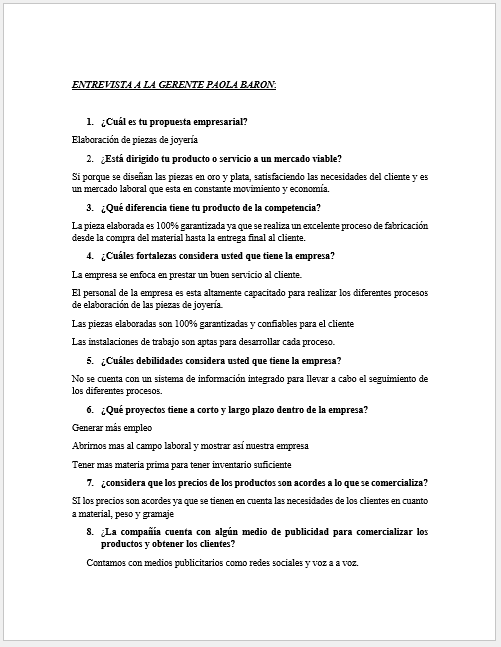 ENTREVISTA A LA GERENTE PAOLA BARON:
1. ¿Cuál es tu propuesta empresarial?
Elaboración de piezas de joyería
2. ¿Está dirigido tu producto o servicio a un mercado viable?
Si porque se diseñan las piezas en oro y plata, satisfaciendo las necesidades del cliente y es
un mercado laboral que esta en constante movimiento y economía.
3. ¿Qué diferencia tiene tu producto de la competencia?
La pieza elaborada es 100% garantizada ya que se realiza un excelente proceso de fabricación
desde la compra del material hasta la entrega final al cliente.
4. ¿Cuáles fortalezas considera usted que tiene la empresa?
La empresa se enfoca en prestar un buen servicio al cliente.
El personal de la empresa es esta altamente capacitado para realizar los diferentes procesos
de elaboración de las piezas de joyería.
Las piezas elaboradas son 100% garantizadas y confiables para el cliente
Las instalaciones de trabajo son aptas para desarrollar cada proceso.
5. ¿Cuáles debilidades considera usted que tiene la empresa?
No se cuenta con un sistema de información integrado para llevar a cabo el seguimiento de
los diferentes procesos.
6. ¿Qué proyectos tiene a corto y largo plazo dentro de la empresa?
Generar más empleo
Abrirnos mas al campo laboral y mostrar así nuestra empresa
Tener mas materia prima para tener inventario suficiente
7. ¿considera que los precios de los productos son acordes a lo que se comercializa?
SI los precios son acordes ya que se tienen en cuenta las necesidades de los clientes en cuanto
a material, peso y gramaje
8. ¿La compañía cuenta con algún medio de publicidad para comercializar los
productos y obtener los clientes?
Contamos con medios publicitarios como redes sociales y voz a a voz.